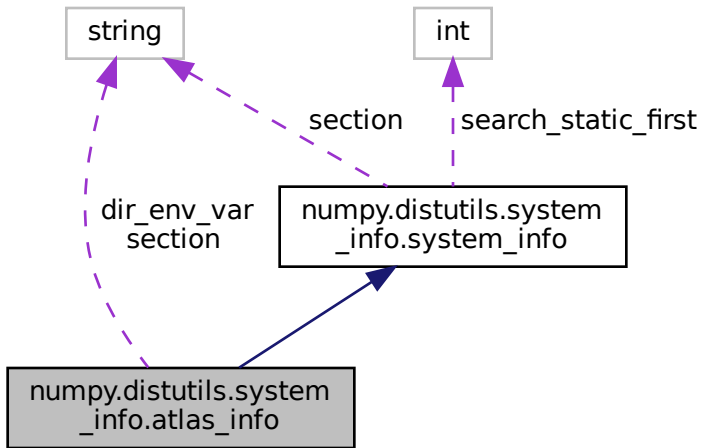 string
int
section
search_static_first
dir_env_var
section
numpy.distutils.system
_info.system_info
numpy.distutils.system
_info.atlas_info